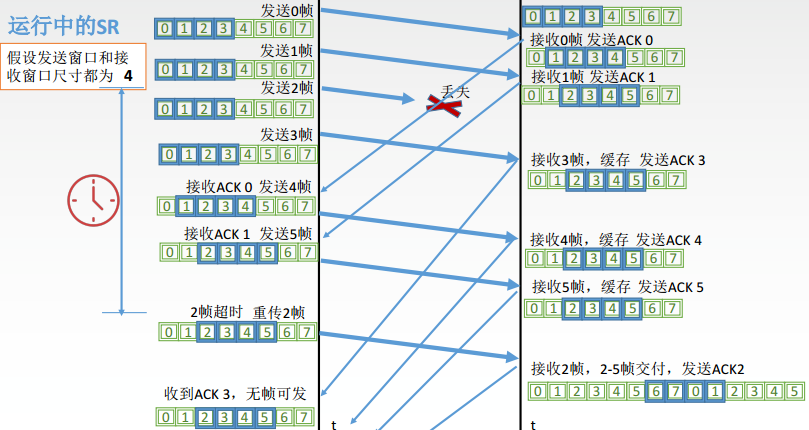 运行中的SR
假设发送窗口和接
收窗口尺寸都为 4
发送0帧
0 1 2 3 4 5 6 7
发送1帧
0 1 2 3 4 5 6 7
发送2帧
0 1 2 3 4 5 6 7
丢失
发送3帧
0 1 2 3 4 5 6 7
接收ACK 0 发送4帧
0 1 2 3 4 5 6 7
接收ACK 1 发送5帧
0 1 2 3 4 5 6 7
2帧超时 重传2帧
0 1 2 3 4 5 6 7
收到ACK 3，无帧可发
0 1 2 3 4 5 6 7
t
0 1 2 3 4 5 6 7
接收0帧 发送ACK 0
0 1 2 3 4 5 6 7
接收1帧 发送ACK 1
0 1 2 3 4 5 6 7
接收3帧，缓存 发送ACK 3
0 1 2 3 4 5 6 7
接收4帧，缓存 发送ACK 4
0 1 2 3 4 5 6 7
接收5帧，缓存 发送ACK 5
0 1 2 3 4 5 6 7
接收2帧，2-5帧交付，发送ACK2
0 1 2 3 4 5 6 7 0 1 2 3 4 5
t